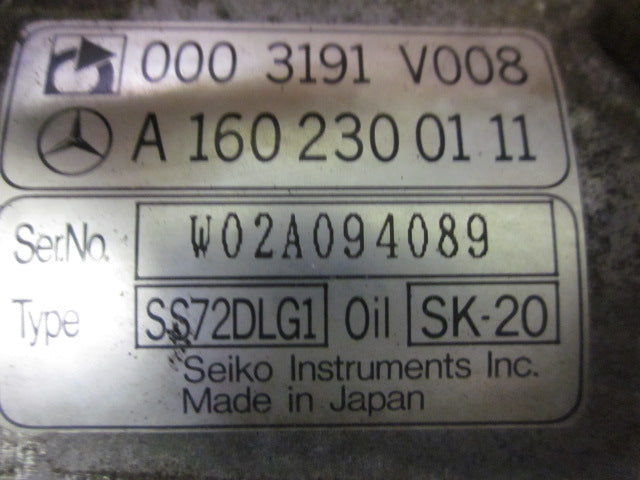 000 3191 V008
A 160 230 01 11
Ser.No. W02A094089
Type SS72DLG1 Oil SK-20
Seiko Instruments Inc.
Made in Japan